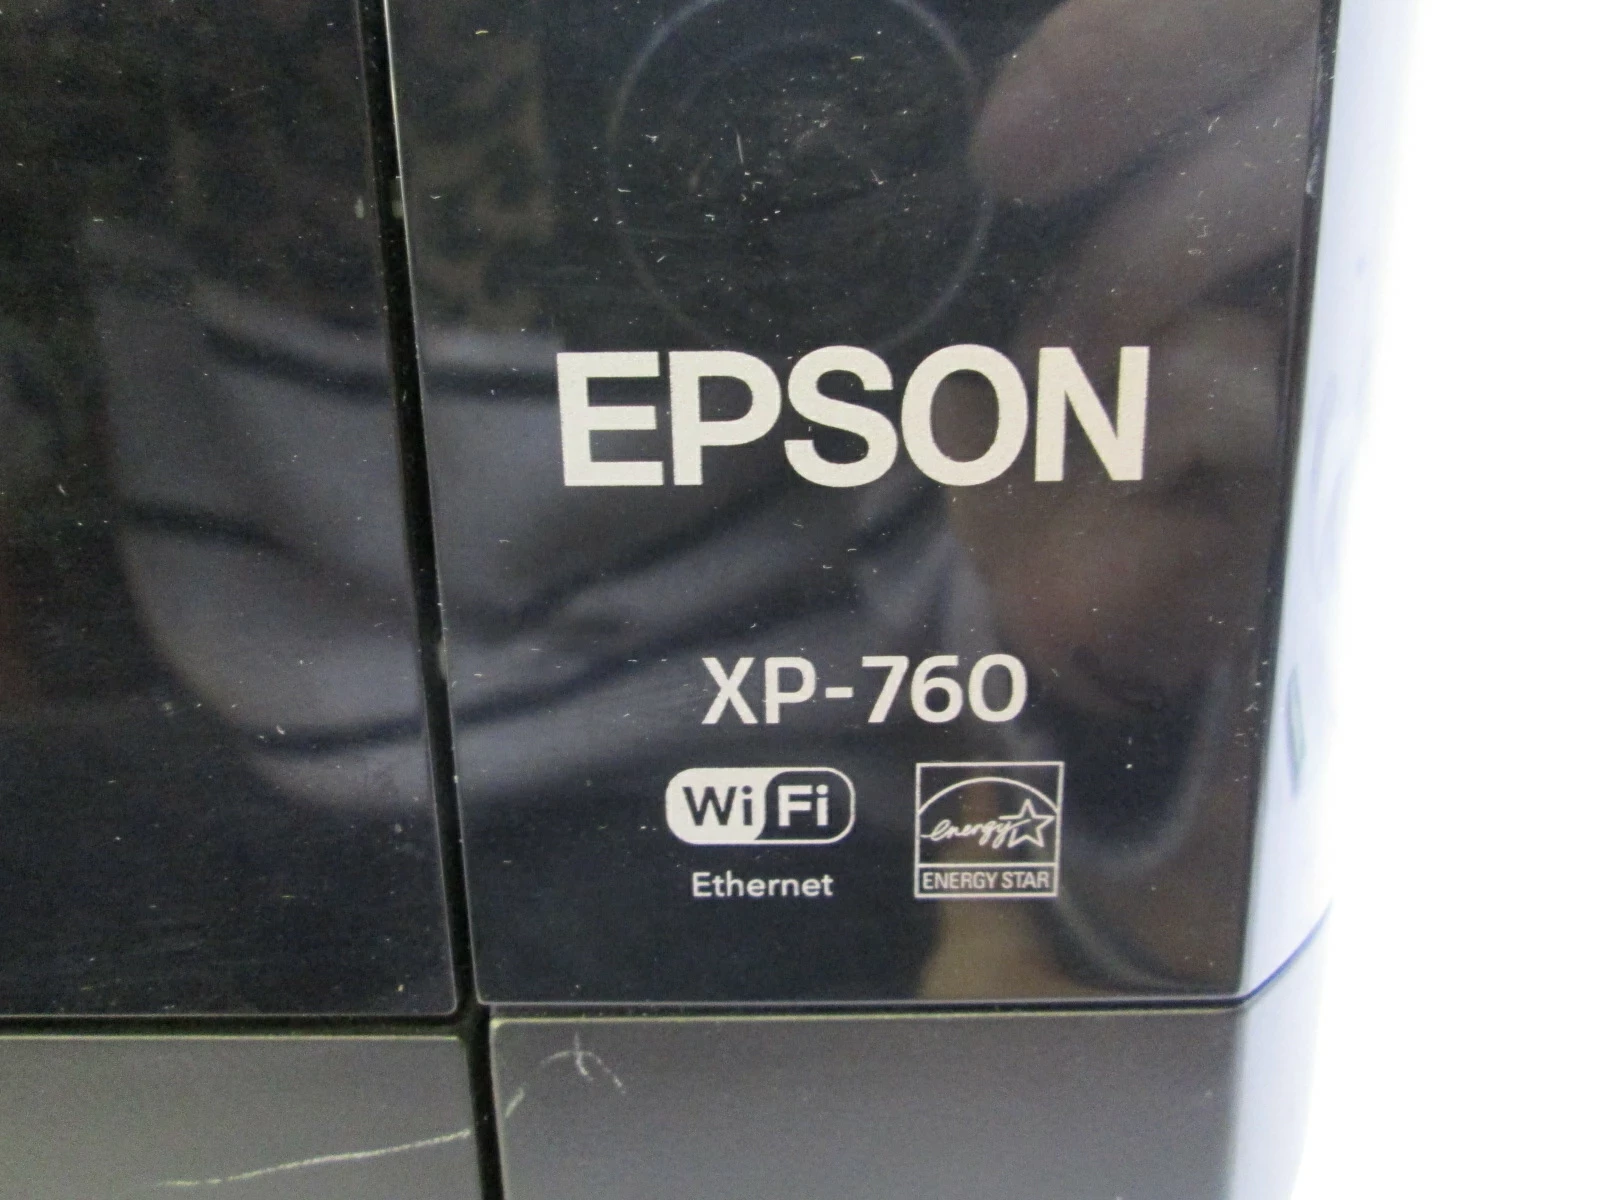 EPSON
XP-760
WiFi
energy
Ethernet
ENERGY STAR